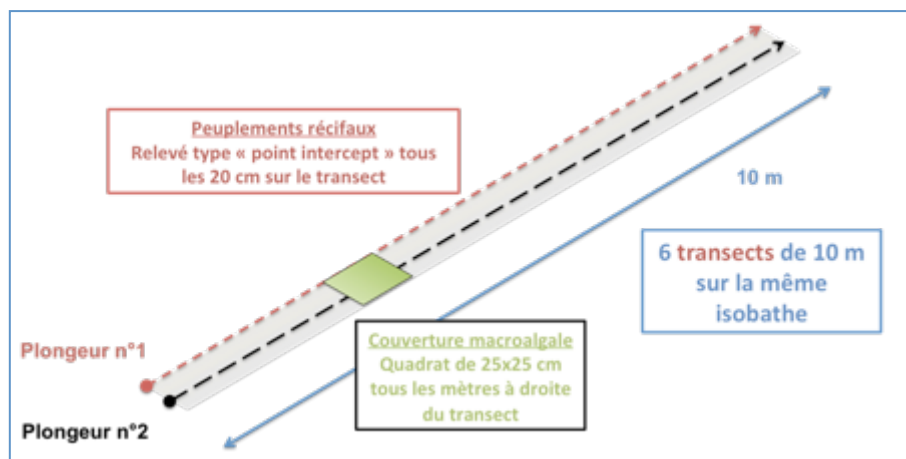 Peuplements récifaux
Relevé type « point intercept » tous
les 20 cm sur le transect
10 m
6 transects de 10 m
sur la même
isobathe
Plongeur n°1
Couverture macroalgale
Quadrat de 25x25 cm
tous les mètres à droite
du transect
Plongeur n°2